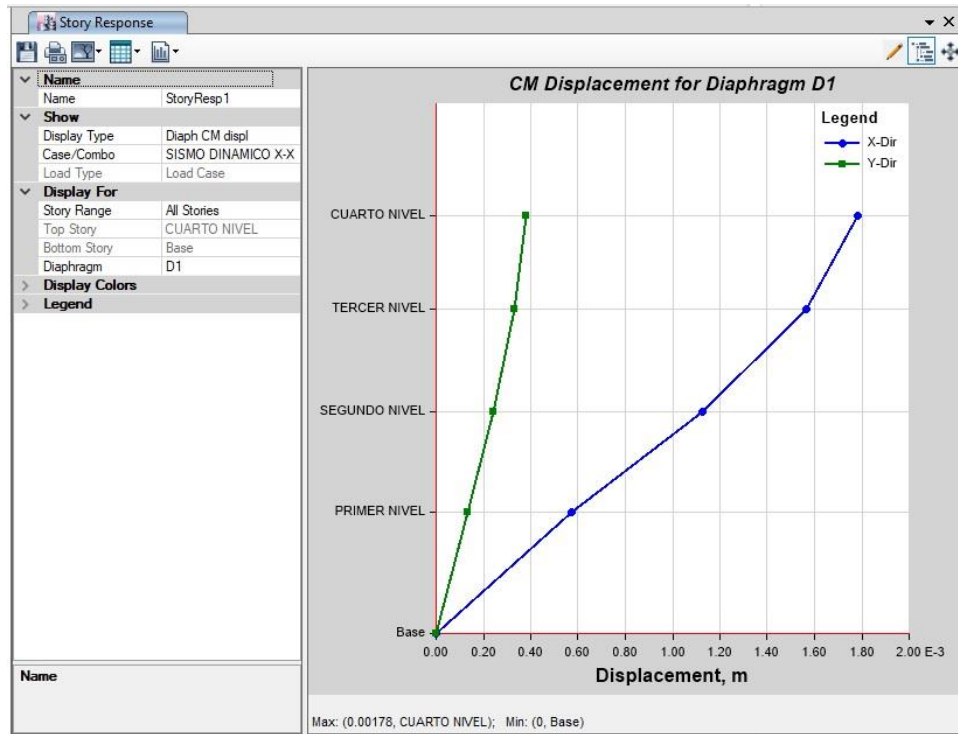 Story Response
Name
Name StoryResp1
Show
Display Type Diaph CM displ
Case/Combo SISMO DINAMICO X-X
Load Type Load Case
Display For
Story Range All Stories
Top Story CUARTO NIVEL
Bottom Story Base
Diaphragm D1
Display Colors
Legend
Name
CM Displacement for Diaphragm D1
Legend
X-Dir
Y-Dir
CUARTO NIVEL
TERCER NIVEL
SEGUNDO NIVEL
PRIMER NIVEL
Base
0.00 0.20 0.40 0.60 0.80 1.00 1.20 1.40 1.60 1.80 2.00 E-3
Displacement, m
Max: (0.00178, CUARTO NIVEL); Min: (0, Base)